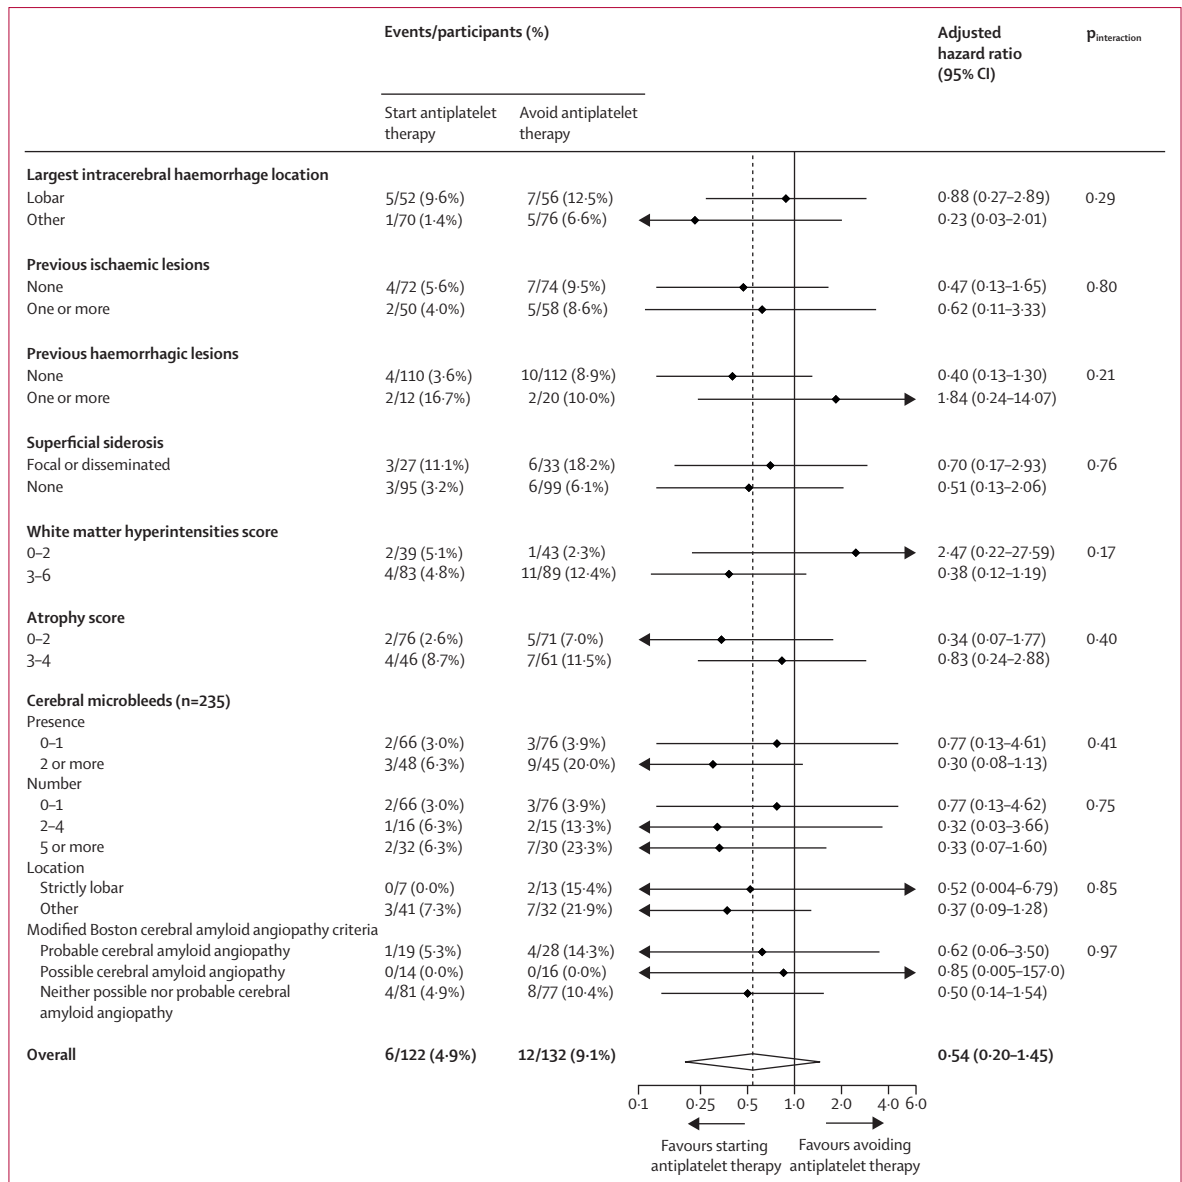 Events/participants (%) Adjusted hazard ratio (95% CI) pinteraction
Start antiplatelet therapy Avoid antiplatelet therapy
Largest intracerebral haemorrhage location
Lobar 5/52 (9·6%) 7/56 (12·5%) 0·88 (0·27–2·89) 0·29
Other 1/70 (1·4%) 5/76 (6·6%) 0·23 (0·03–2·01)
Previous ischaemic lesions
None 4/72 (5·6%) 7/74 (9·5%) 0·47 (0·13–1·65) 0·80
One or more 2/50 (4·0%) 5/58 (8·6%) 0·62 (0·11–3·33)
Previous haemorrhagic lesions
None 4/110 (3·6%) 10/112 (8·9%) 0·40 (0·13–1·30) 0·21
One or more 2/12 (16·7%) 2/20 (10·0%) 1·84 (0·24–14·07)
Superficial siderosis
Focal or disseminated 3/27 (11·1%) 6/33 (18·2%) 0·70 (0·17–2·93) 0·76
None 3/95 (3·2%) 6/99 (6·1%) 0·51 (0·13–2·06)
White matter hyperintensities score
0–2 2/39 (5·1%) 1/43 (2·3%) 2·47 (0·22–27·59) 0·17
3–6 4/83 (4·8%) 11/89 (12·4%) 0·38 (0·12–1·19)
Atrophy score
0–2 2/76 (2·6%) 5/71 (7·0%) 0·34 (0·07–1·77) 0·40
3–4 4/46 (8·7%) 7/61 (11·5%) 0·83 (0·24–2·88)
Cerebral microbleeds (n=235)
Presence
0–1 2/66 (3·0%) 3/76 (3·9%) 0·77 (0·13–4·61) 0·41
2 or more 3/48 (6·3%) 9/45 (20·0%) 0·30 (0·08–1·13)
Number
0–1 2/66 (3·0%) 3/76 (3·9%) 0·77 (0·13–4·62) 0·75
2–4 1/16 (6·3%) 2/15 (13·3%) 0·32 (0·03–3·66)
5 or more 2/32 (6·3%) 7/30 (23·3%) 0·33 (0·07–1·60)
Location
Strictly lobar 0/7 (0·0%) 2/13 (15·4%) 0·52 (0·004–6·79) 0·85
Other 3/41 (7·3%) 7/32 (21·9%) 0·37 (0·09–1·28)
Modified Boston cerebral amyloid angiopathy criteria
Probable cerebral amyloid angiopathy 1/19 (5·3%) 4/28 (14·3%) 0·62 (0·06–3·50) 0·97
Possible cerebral amyloid angiopathy 0/14 (0·0%) 0/16 (0·0%) 0·85 (0·005–157·0)
Neither possible nor probable cerebral 4/81 (4·9%) 8/77 (10·4%) 0·50 (0·14–1·54)
amyloid angiopathy
Overall 6/122 (4·9%) 12/132 (9·1%) 0·54 (0·20–1·45)
0·1 0·25 0·5 1·0 2·0 4·0 6·0
Favours starting antiplatelet therapy Favours avoiding antiplatelet therapy